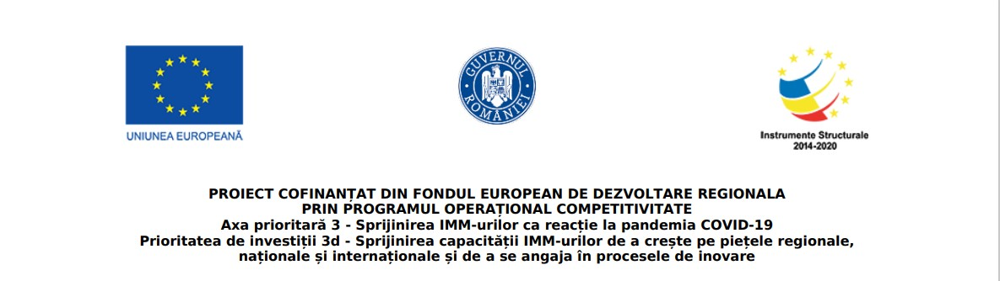 UNIUNEA EUROPEANĂ
GUVERNUL ROMÂNIEI
Instrumente Structurale
2014-2020
PROIECT COFINANȚAT DIN FONDUL EUROPEAN DE DEZVOLTARE REGIONALA
PRIN PROGRAMUL OPERAȚIONAL COMPETITIVITATE
Axa prioritară 3 - Sprijinirea IMM-urilor ca reacție la pandemia COVID-19
Prioritatea de investiții 3d - Sprijinirea capacității IMM-urilor de a crește pe piețele regionale,
naționale și internaționale și de a se angaja în procesele de inovare